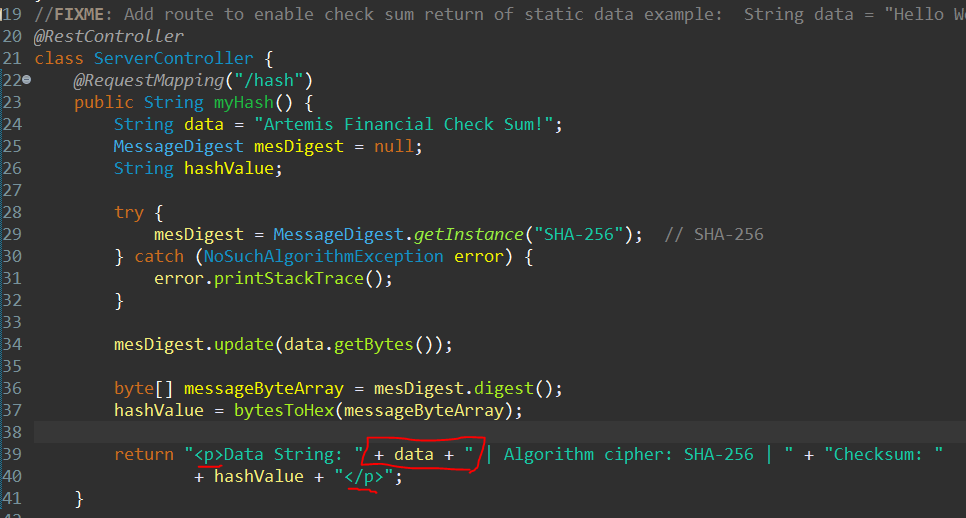 19 //FIXME: Add route to enable check sum return of static data example:  String data = "Hello W
20 @RestController
21 class ServerController {
22     @RequestMapping("/hash")
23     public String myHash() {
24         String data = "Artemis Financial Check Sum!";
25         MessageDigest mesDigest = null;
26         String hashValue;
27
28         try {
29             mesDigest = MessageDigest.getInstance("SHA-256");  // SHA-256
30         } catch (NoSuchAlgorithmException error) {
31             error.printStackTrace();
32         }
33
34         mesDigest.update(data.getBytes());
35
36         byte[] messageByteArray = mesDigest.digest();
37         hashValue = bytesToHex(messageByteArray);
38
39         return "<p>Data String: " + data + " | Algorithm cipher: SHA-256 | " + "Checksum: "
40                 + hashValue + "</p>";
41     }